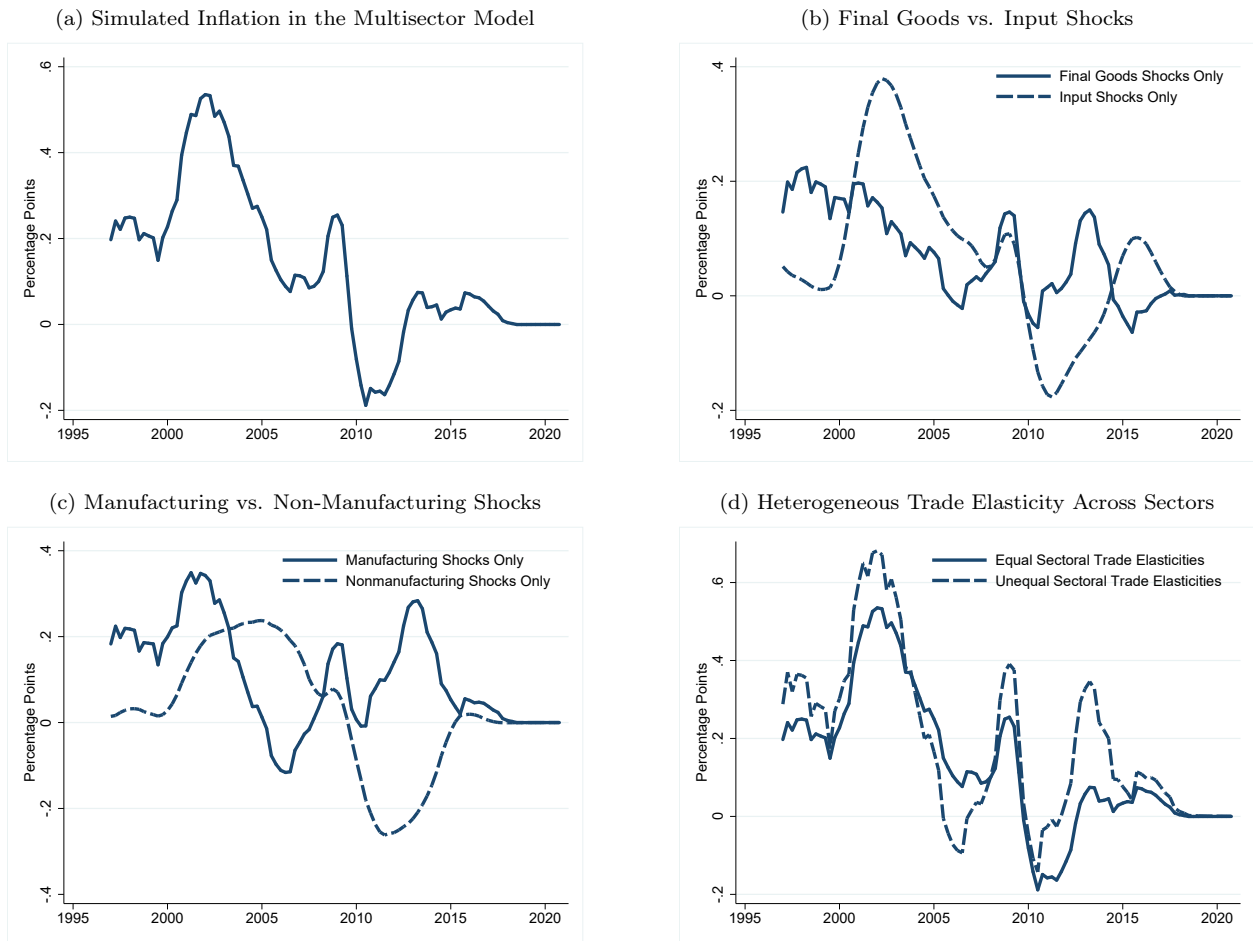 (a) Simulated Inflation in the Multisector Model
Percentage Points
.6
.4
.2
0
-.2
1995 2000 2005 2010 2015 2020
(b) Final Goods vs. Input Shocks
Final Goods Shocks Only
Input Shocks Only
Percentage Points
.4
.2
0
-.2
1995 2000 2005 2010 2015 2020
(c) Manufacturing vs. Non-Manufacturing Shocks
Manufacturing Shocks Only
Nonmanufacturing Shocks Only
Percentage Points
.4
.2
0
-.2
-.4
1995 2000 2005 2010 2015 2020
(d) Heterogeneous Trade Elasticity Across Sectors
Equal Sectoral Trade Elasticities
Unequal Sectoral Trade Elasticities
Percentage Points
.6
.4
.2
0
-.2
1995 2000 2005 2010 2015 2020